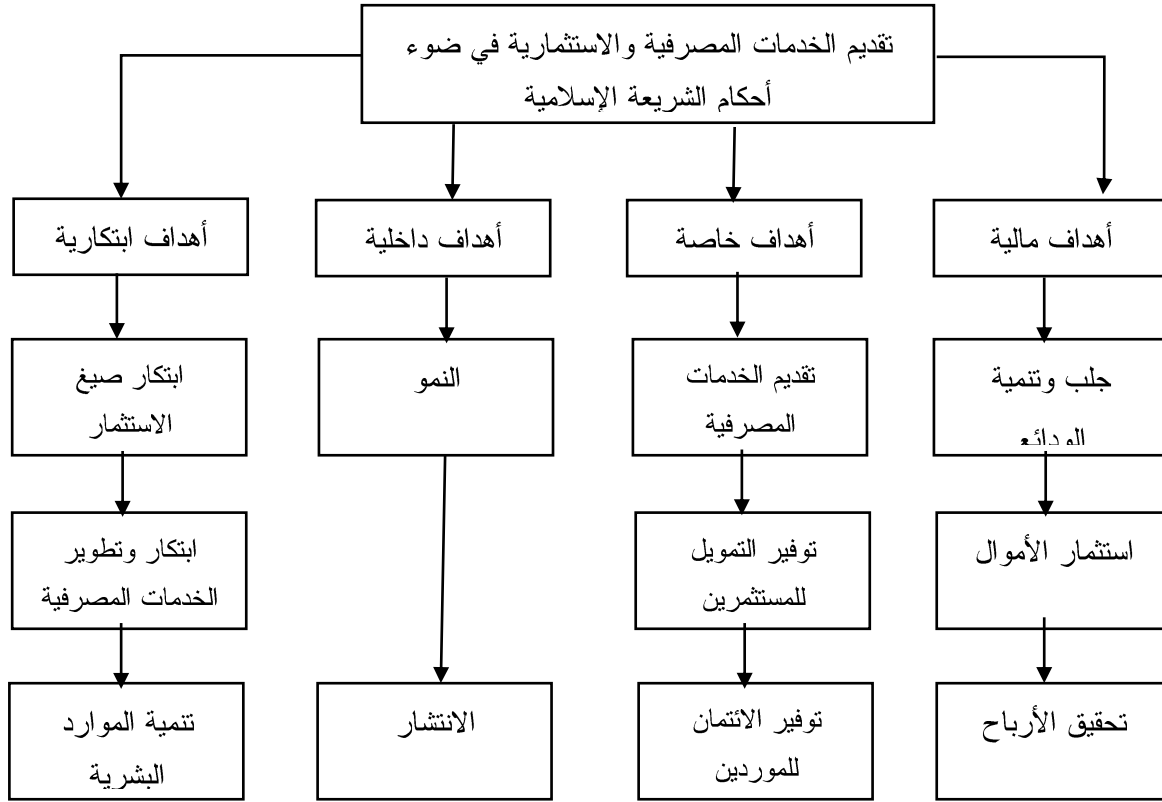 تقديم الخدمات المصرفية والاستثمارية في ضوء
أحكام الشريعة الإسلامية
أهداف مالية
أهداف خاصة
أهداف داخلية
أهداف ابتكارية
جلب وتنمية
الودائع
تقديم الخدمات
المصرفية
النمو
ابتكار صيغ
الاستثمار
استثمار الأموال
توفير التمويل
للمستثمرين
ابتكار وتطوير
الخدمات المصرفية
تحقيق الأرباح
توفير الائتمان
للموردين
الانتشار
تنمية الموارد
البشرية